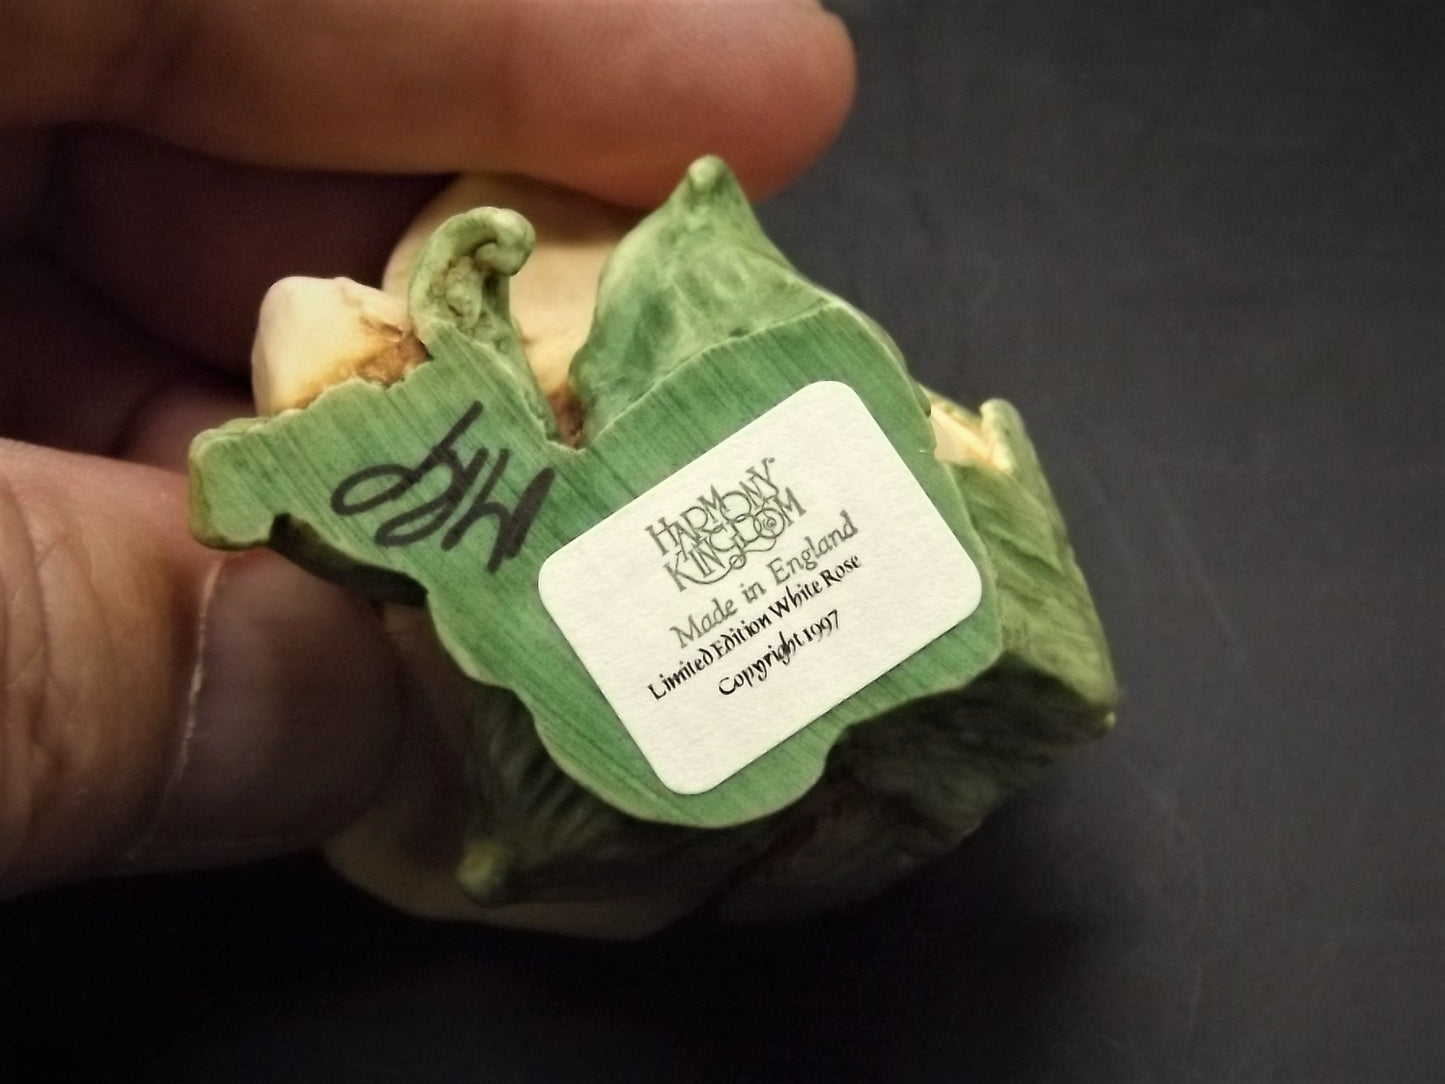 HARMONY
KINGDOM
Made in England
Limited Edition White Rose
Copyright 1997